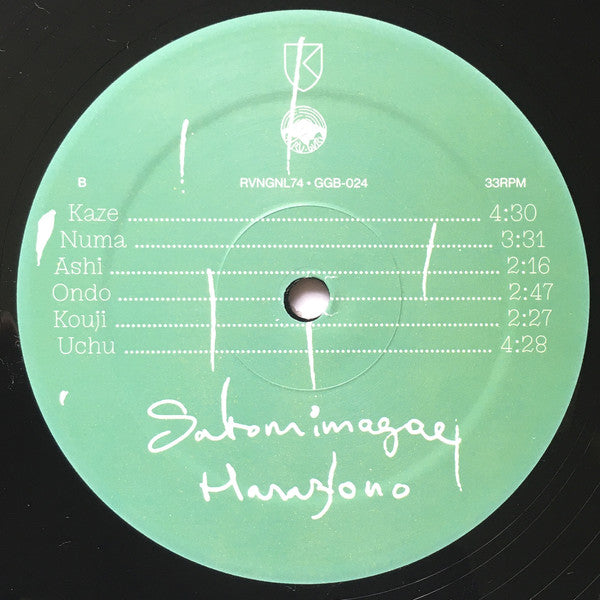 B RVNGNL74 • GGB-024 33RPM
Kaze 4:30
Numa 3:31
Ashi 2:16
Ondo 2:47
Kouji 2:27
Uchu 4:28
Satomimagae
Hanazono